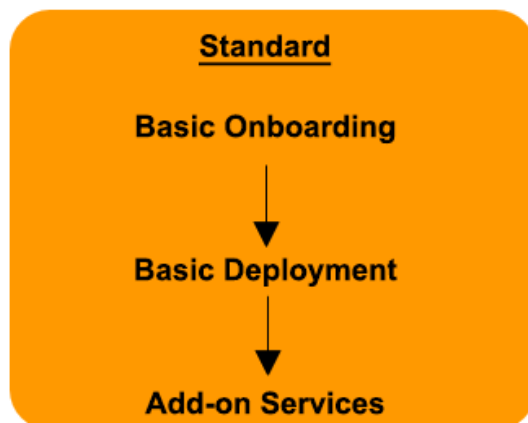 Standard
Basic Onboarding
Basic Deployment
Add-on Services